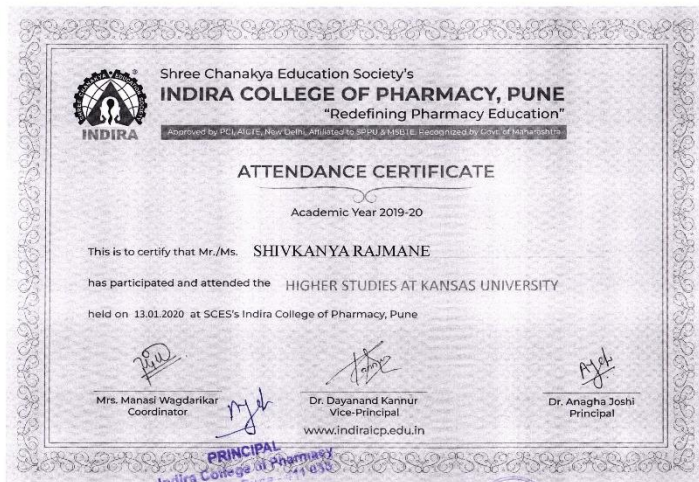 Shree Chanakya Education Society's
INDIRA COLLEGE OF PHARMACY, PUNE
"Redefining Pharmacy Education"
INDIRA
Approved by PCI, AICTE, New Delhi, Affiliated to SPPU & MSBTE, Recognized by Govt. of Maharashtra
ATTENDANCE CERTIFICATE
Academic Year 2019-20
This is to certify that Mr./Ms. SHIVKANYA RAJMANE
has participated and attended the HIGHER STUDIES AT KANSAS UNIVERSITY
held on 13.01.2020 at SCES's Indira College of Pharmacy, Pune
Mrs. Manasi Wagdarikar
Coordinator
Dr. Dayanand Kannur
Vice-Principal
Dr. Anagha Joshi
Principal
www.indiraicp.edu.in
PRINCIPAL
Indira College of Pharmacy